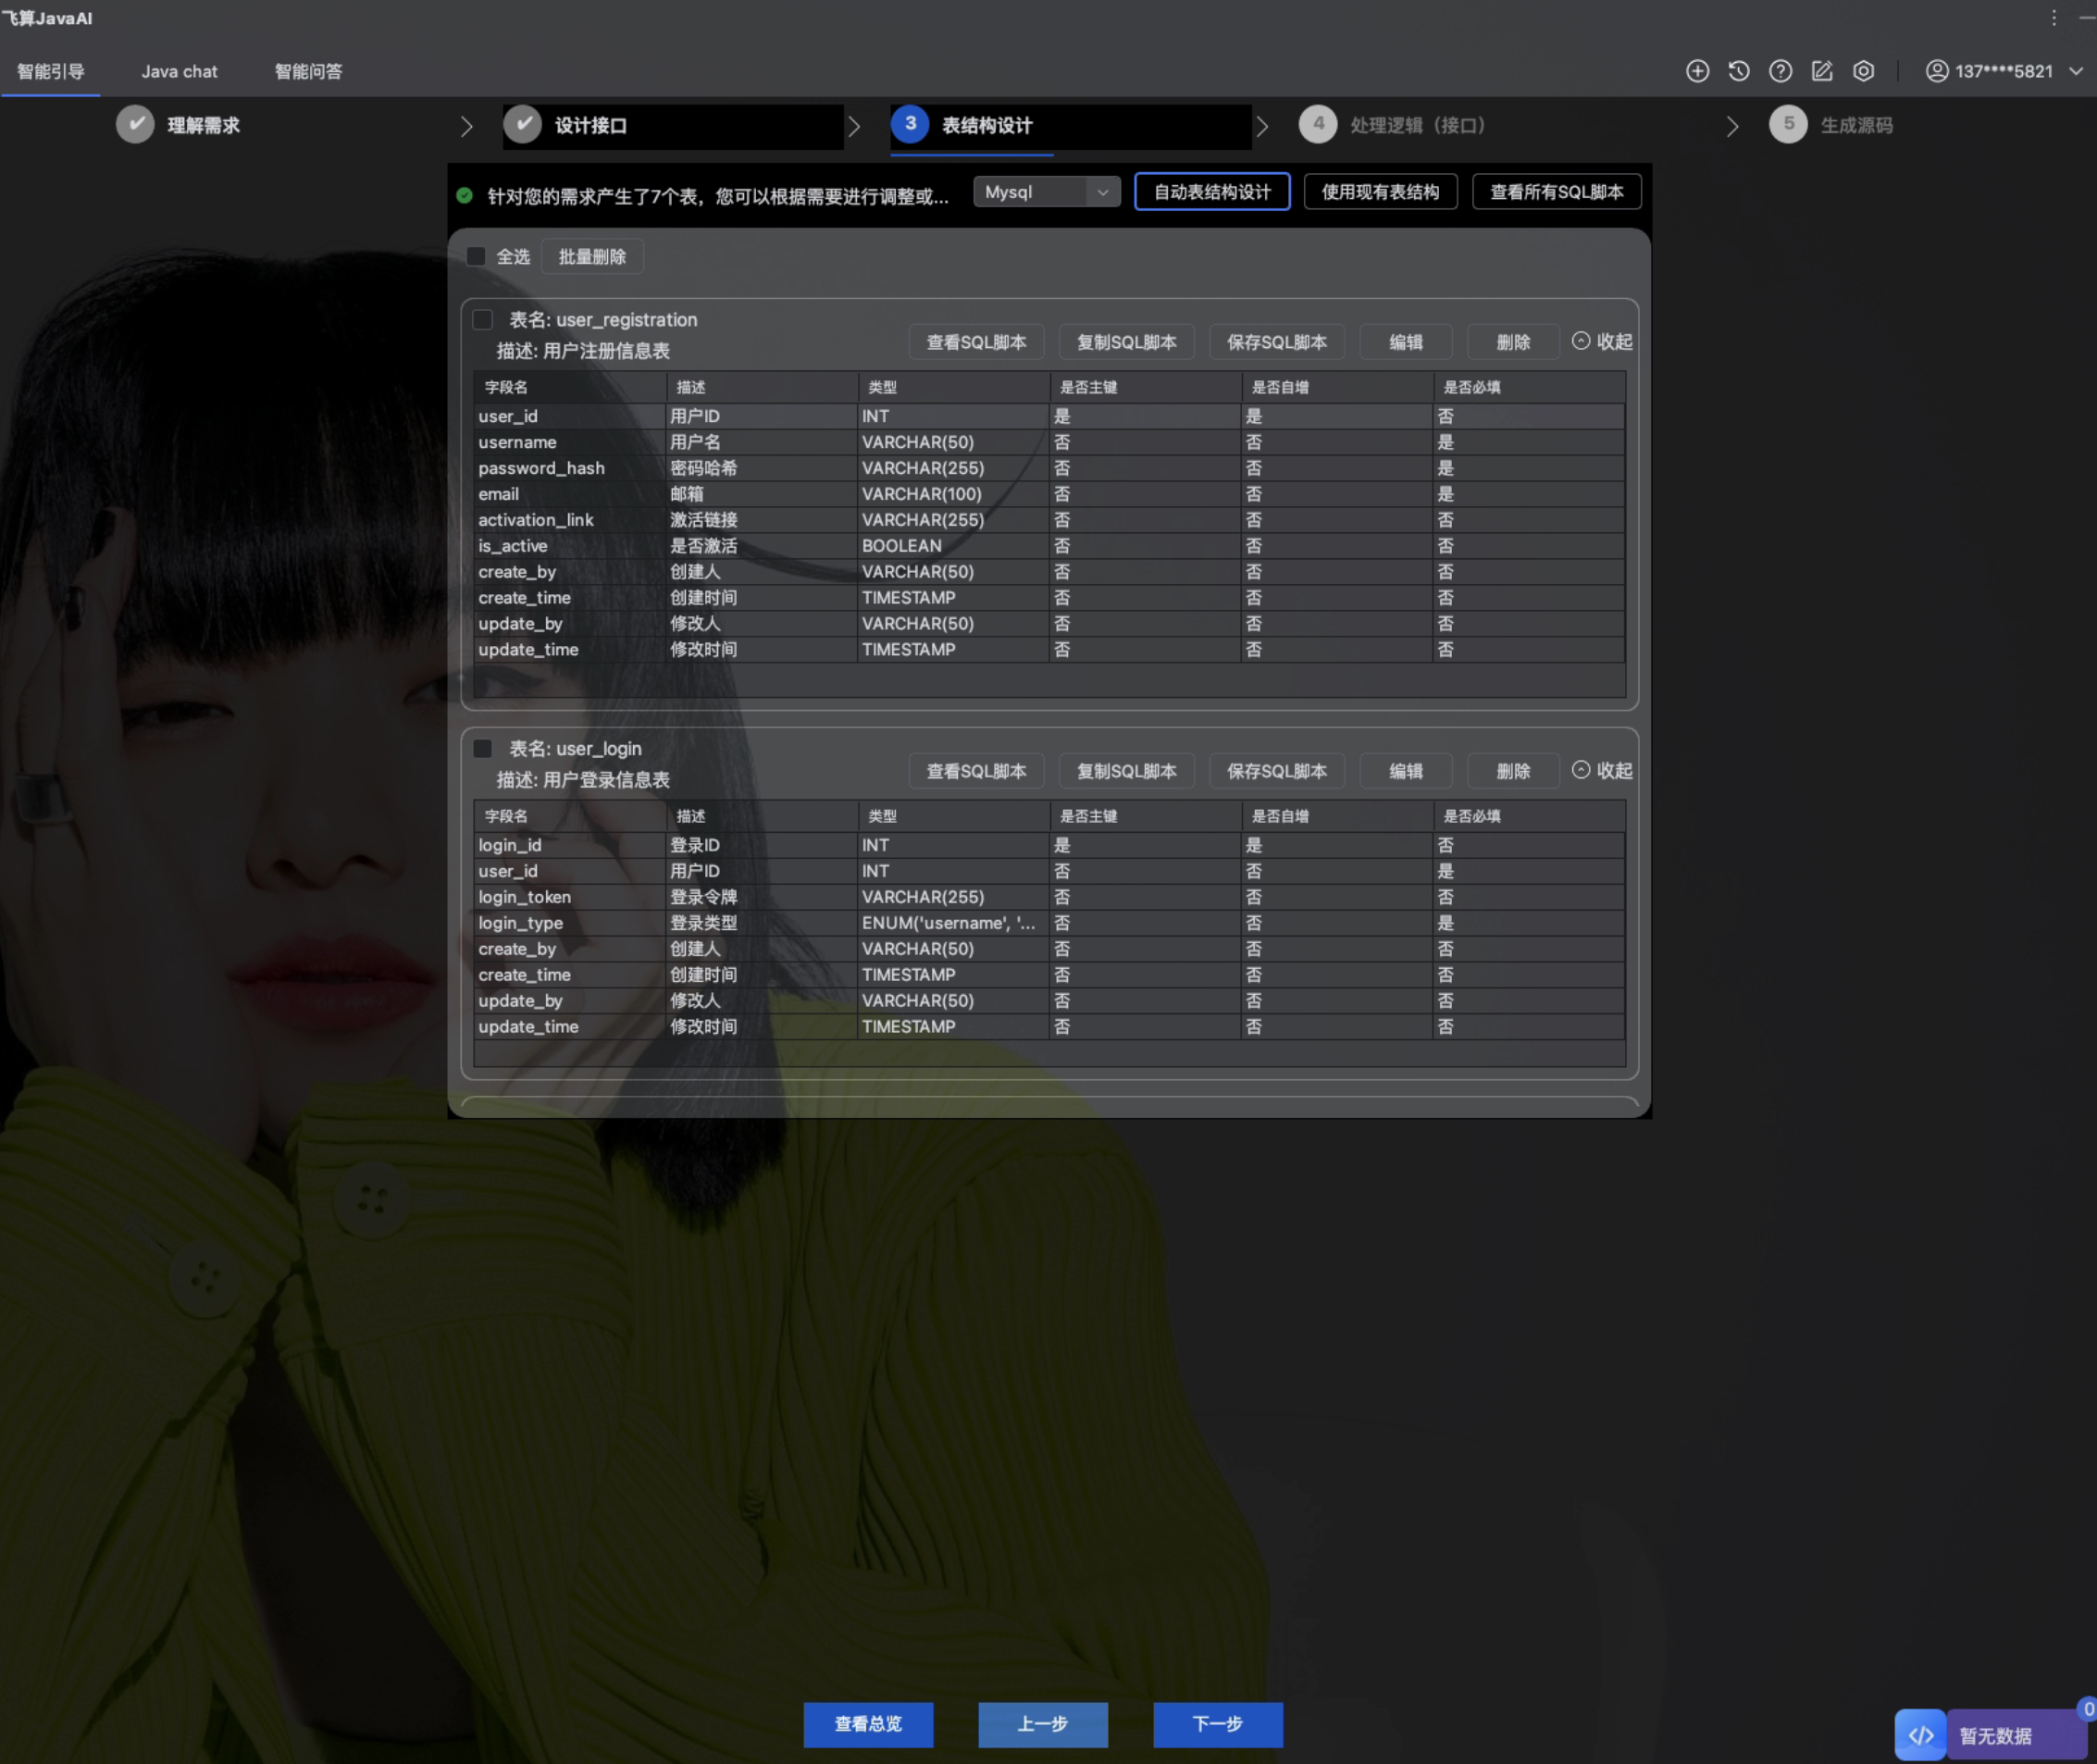 飞算JavaAI
智能引导 Java chat 智能问答 137****5821
理解需求 设计接口 3 表结构设计 4 处理逻辑（接口） 5 生成源码
针对您的需求产生了7个表，您可以根据需要进行调整或... Mysql 自动表结构设计 使用现有表结构 查看所有SQL脚本
全选 批量删除
表名: user_registration
描述: 用户注册信息表 查看SQL脚本 复制SQL脚本 保存SQL脚本 编辑 删除 收起
字段名 描述 类型 是否主键 是否自增 是否必填
user_id 用户ID INT 是 是 否
username 用户名 VARCHAR(50) 否 否 是
password_hash 密码哈希 VARCHAR(255) 否 否 是
email 邮箱 VARCHAR(100) 否 否 是
activation_link 激活链接 VARCHAR(255) 否 否 否
is_active 是否激活 BOOLEAN 否 否 否
create_by 创建人 VARCHAR(50) 否 否 否
create_time 创建时间 TIMESTAMP 否 否 否
update_by 修改人 VARCHAR(50) 否 否 否
update_time 修改时间 TIMESTAMP 否 否 否
表名: user_login
描述: 用户登录信息表 查看SQL脚本 复制SQL脚本 保存SQL脚本 编辑 删除 收起
字段名 描述 类型 是否主键 是否自增 是否必填
login_id 登录ID INT 是 是 否
user_id 用户ID INT 否 否 是
login_token 登录令牌 VARCHAR(255) 否 否 否
login_type 登录类型 ENUM('username', '... 否 否 是
create_by 创建人 VARCHAR(50) 否 否 否
create_time 创建时间 TIMESTAMP 否 否 否
update_by 修改人 VARCHAR(50) 否 否 否
update_time 修改时间 TIMESTAMP 否 否 否
查看总览 上一步 下一步
0
</> 暂无数据